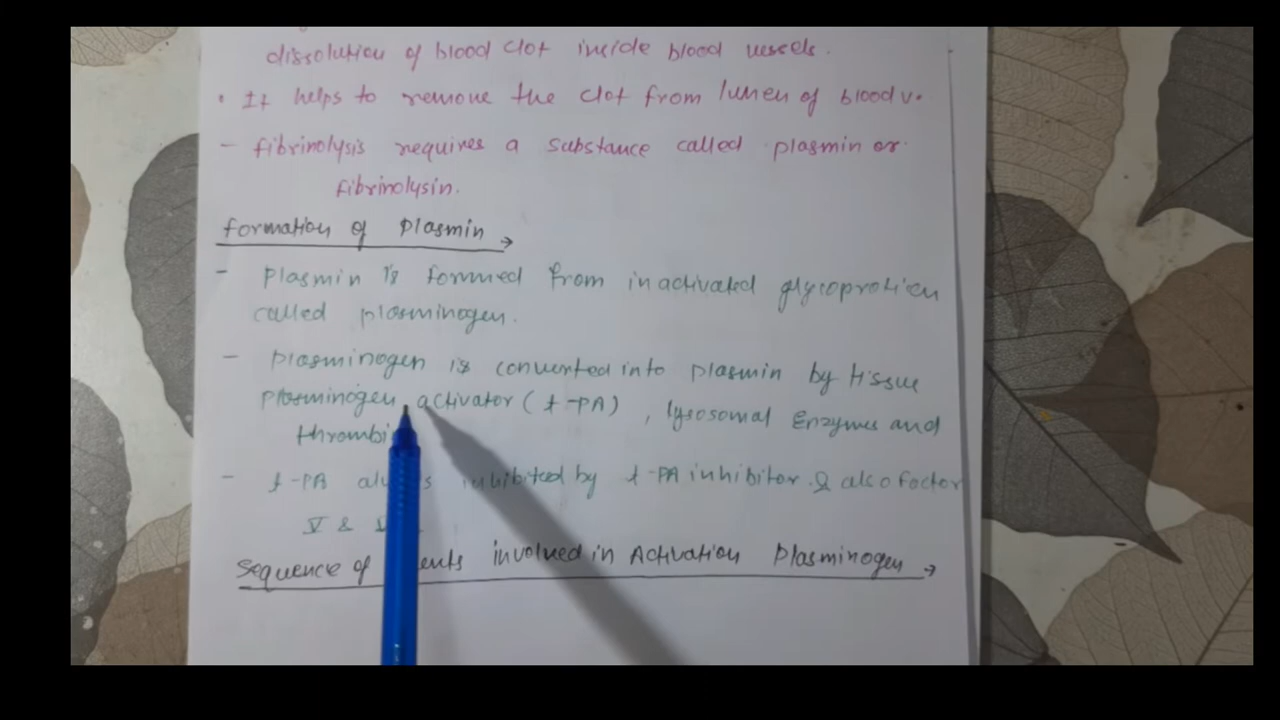 dissolution of blood clot inside blood vessels.
• It helps to remove the clot from lumen of blood v.
- fibrinolysis requires a substance called plasmin or
fibrinolysin.
formation of Plasmin →
- Plasmin is formed from inactivated glycoprotien
called plasminogen.
- Plasminogen is converted into plasmin by tissue
plasminogen activator (t-PA), lysosomal Enzymes and
- t-PA inhibited by t-PA inhibitor & also factor
V &
Sequence of involved in Activation Plasminogen →